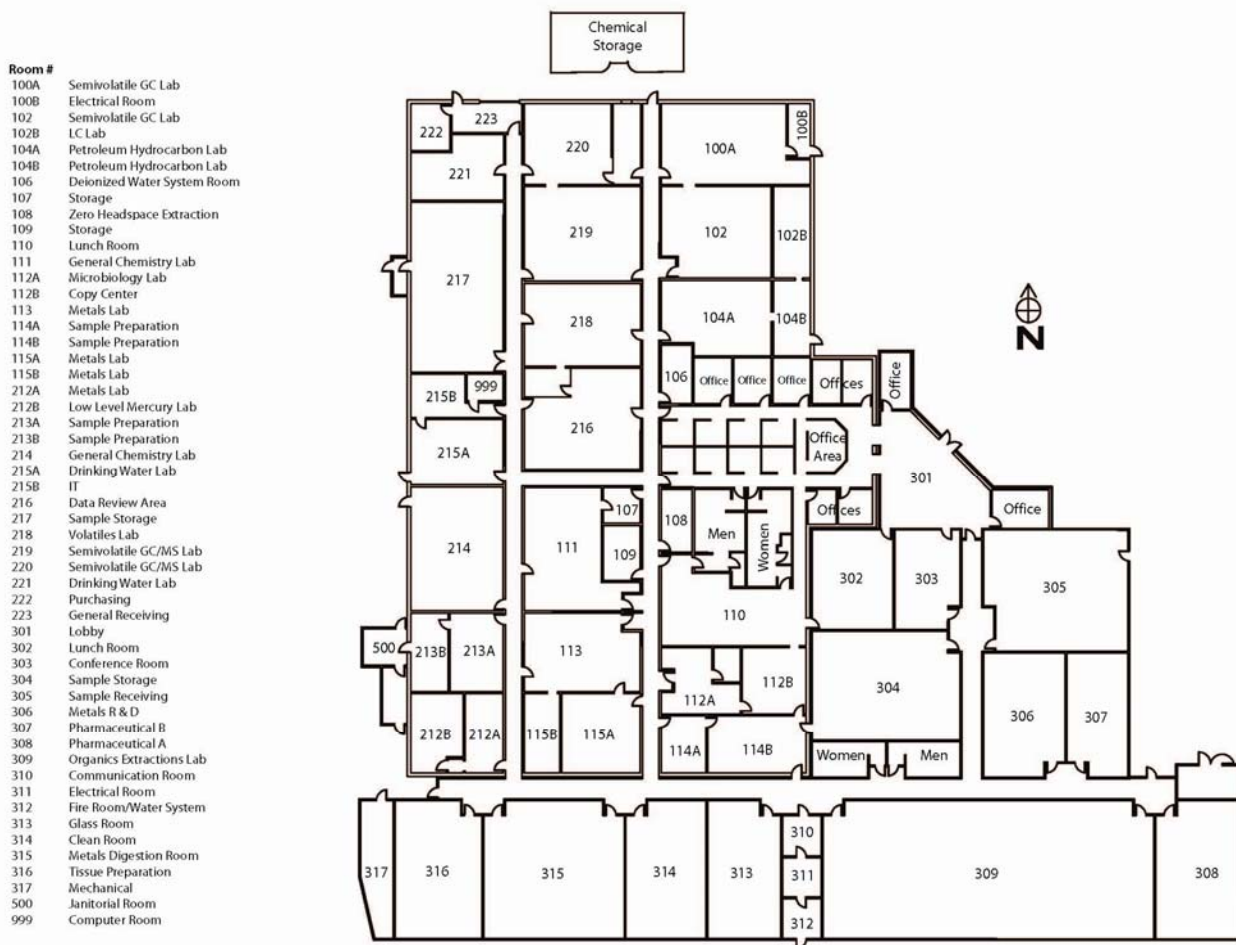 Room #
100A Semivolatile GC Lab
100B Electrical Room
102 Semivolatile GC Lab
102B LC Lab
104A Petroleum Hydrocarbon Lab
104B Petroleum Hydrocarbon Lab
106 Deionized Water System Room
107 Storage
108 Zero Headspace Extraction
109 Storage
110 Lunch Room
111 General Chemistry Lab
112A Microbiology Lab
112B Copy Center
113 Metals Lab
114A Sample Preparation
114B Sample Preparation
115A Metals Lab
115B Metals Lab
212A Metals Lab
212B Low Level Mercury Lab
213A Sample Preparation
213B Sample Preparation
214 General Chemistry Lab
215A Drinking Water Lab
215B IT
216 Data Review Area
217 Sample Storage
218 Volatiles Lab
219 Semivolatile GC/MS Lab
220 Semivolatile GC/MS Lab
221 Drinking Water Lab
222 Purchasing
223 General Receiving
301 Lobby
302 Lunch Room
303 Conference Room
304 Sample Storage
305 Sample Receiving
306 Metals R & D
307 Pharmaceutical B
308 Pharmaceutical A
309 Organics Extractions Lab
310 Communication Room
311 Electrical Room
312 Fire Room/Water System
313 Glass Room
314 Clean Room
315 Metals Digestion Room
316 Tissue Preparation
317 Mechanical
500 Janitorial Room
999 Computer Room
Chemical
Storage
222
223
220
100A
100B
221
219
102
102B
217
N
218
104A
104B
106
Office
Office
Office
Offices
Office
215B
999
216
Office
Area
215A
301
Office
107
108
Offices
Men
Women
214
111
109
302
303
305
110
500
213B
213A
113
112A
112B
304
306
307
212B
212A
115B
115A
114A
114B
Women
Men
310
317
316
315
314
313
311
309
308
312